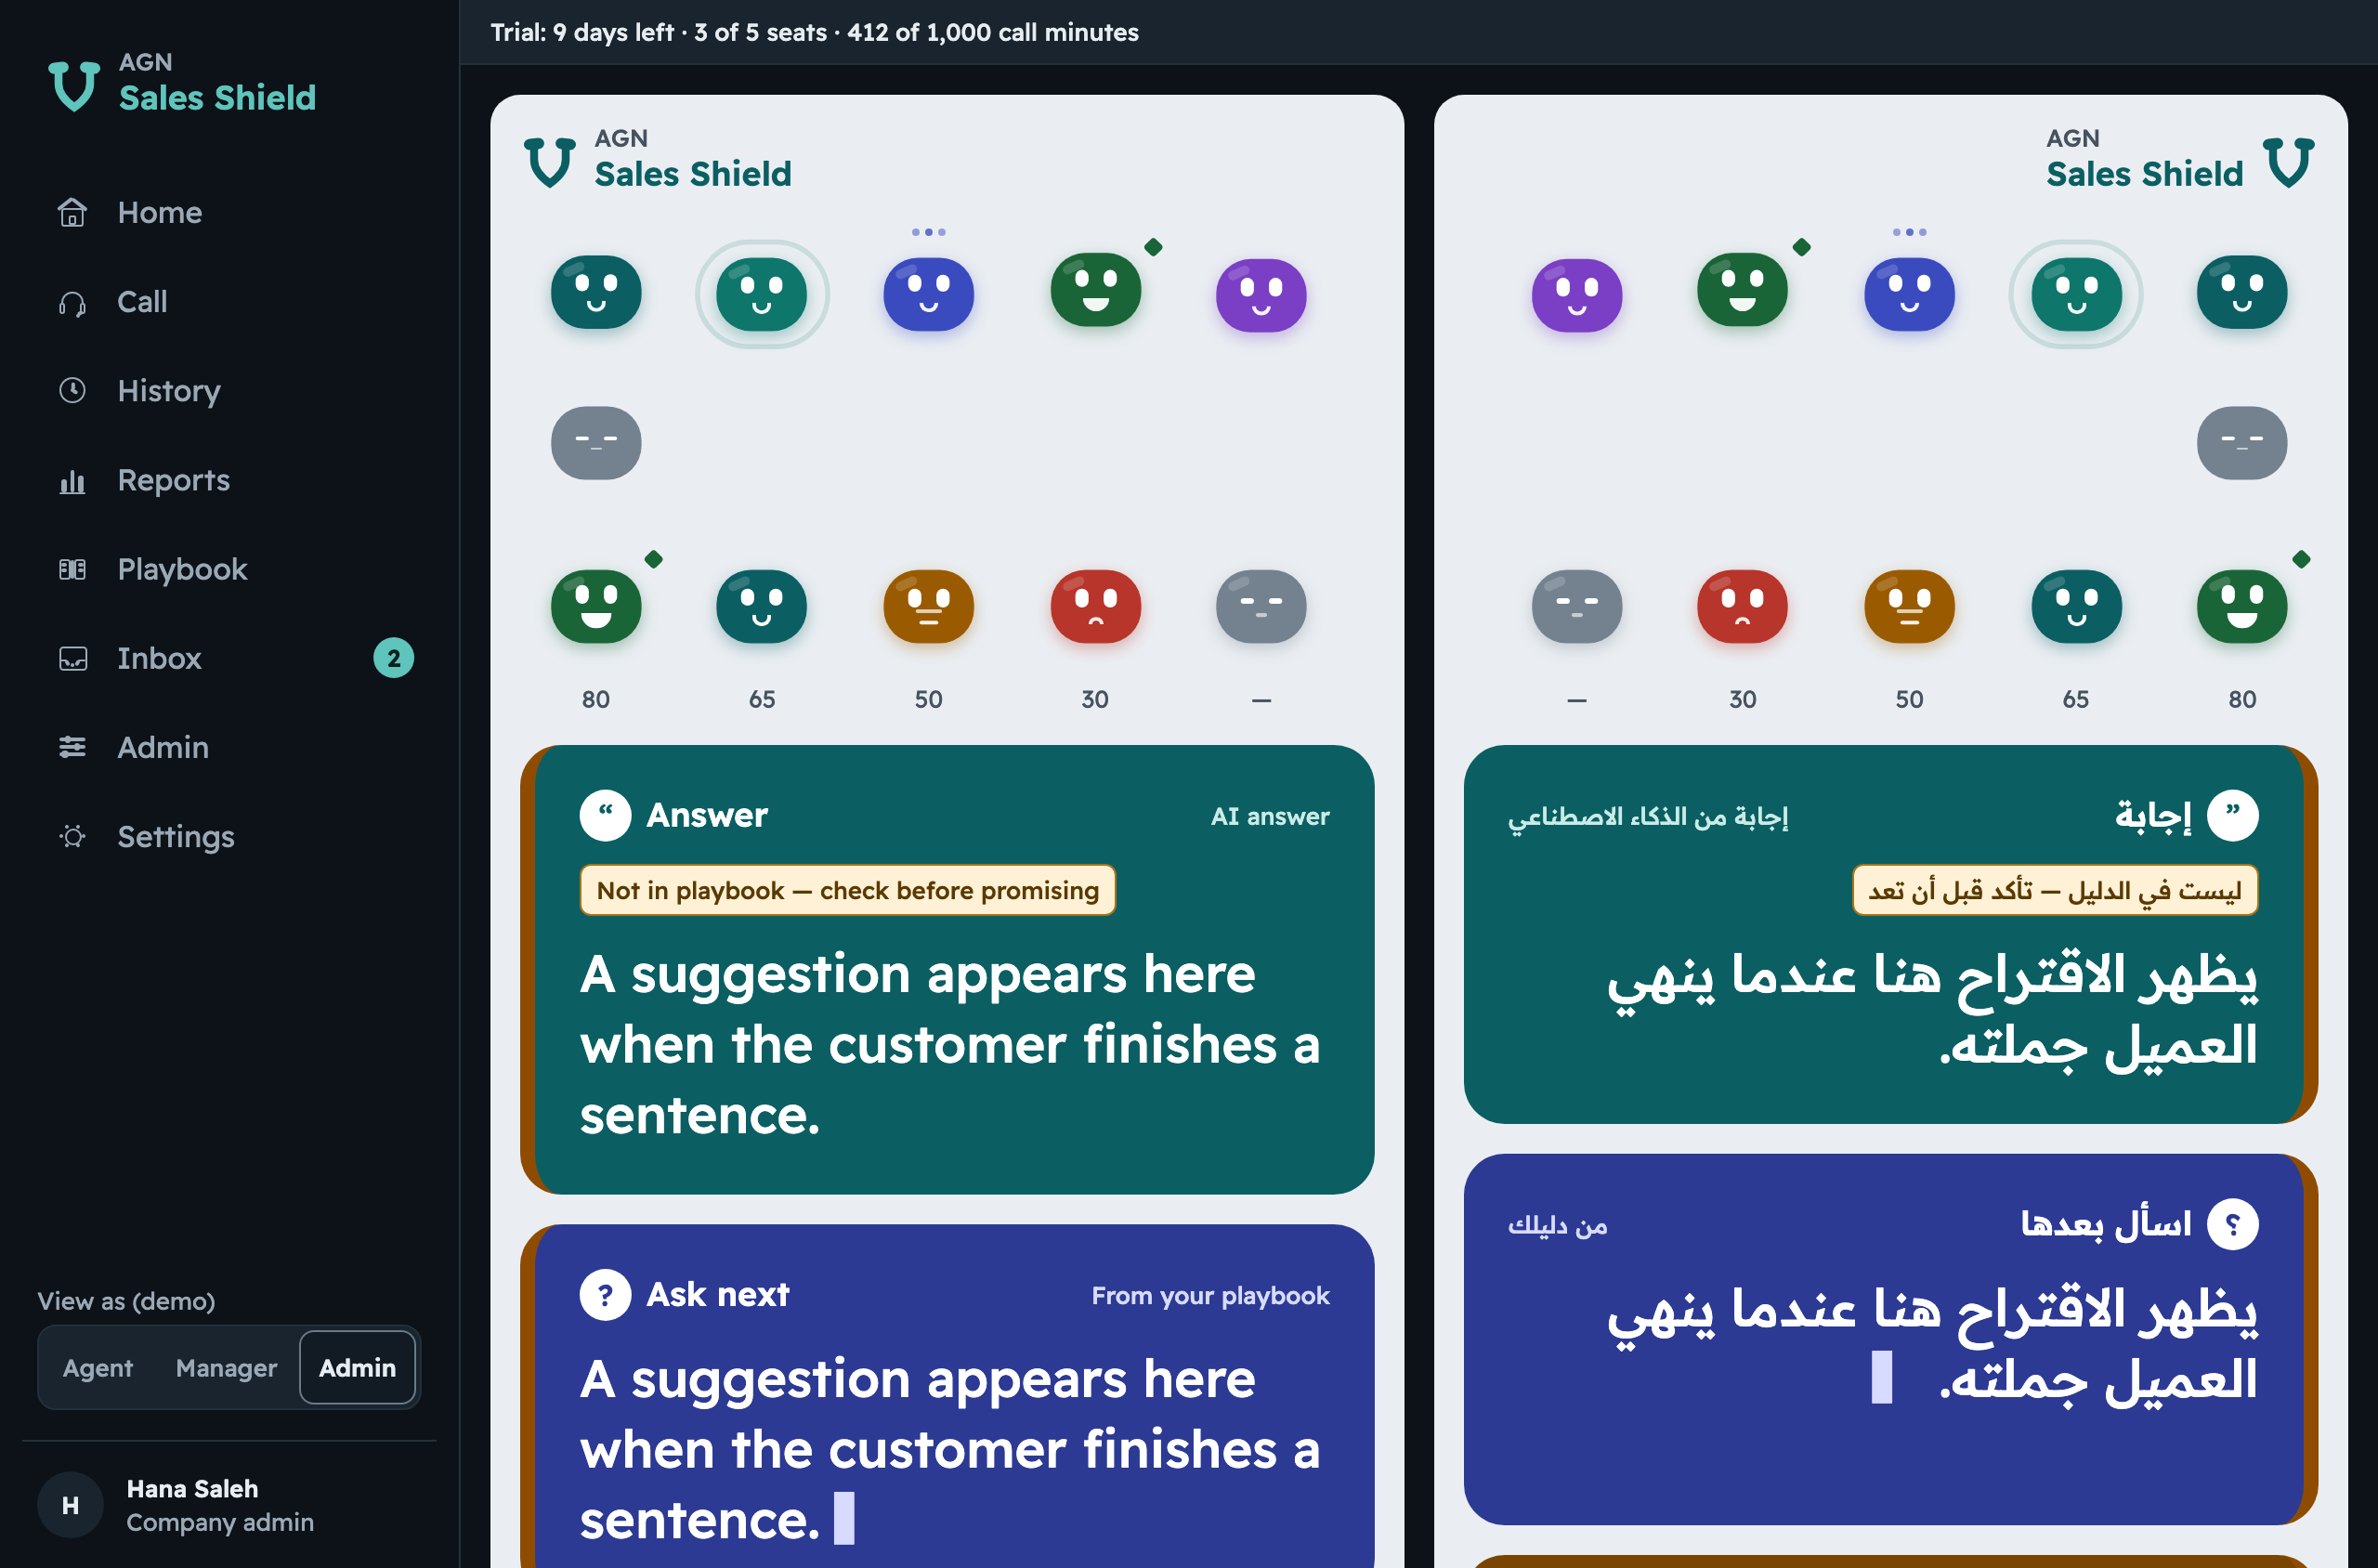 AGN
Sales Shield
Home
Call
History
Reports
Playbook
Inbox
2
Admin
Settings
View as (demo)
Agent
Manager
Admin
H
Hana Saleh
Company admin
Trial: 9 days left · 3 of 5 seats · 412 of 1,000 call minutes
AGN
Sales Shield
80
65
50
30
—
“
Answer
AI answer
Not in playbook — check before promising
A suggestion appears here
when the customer finishes a
sentence.
?
Ask next
From your playbook
A suggestion appears here
when the customer finishes a
sentence.
AGN
Sales Shield
80
65
50
30
—
”
إجابة
إجابة من الذكاء الاصطناعي
ليست في الدليل — تأكد قبل أن تعد
يظهر الاقتراح هنا عندما ينهي
العميل جملته.
؟
اسأل بعدها
من دليلك
يظهر الاقتراح هنا عندما ينهي
العميل جملته.